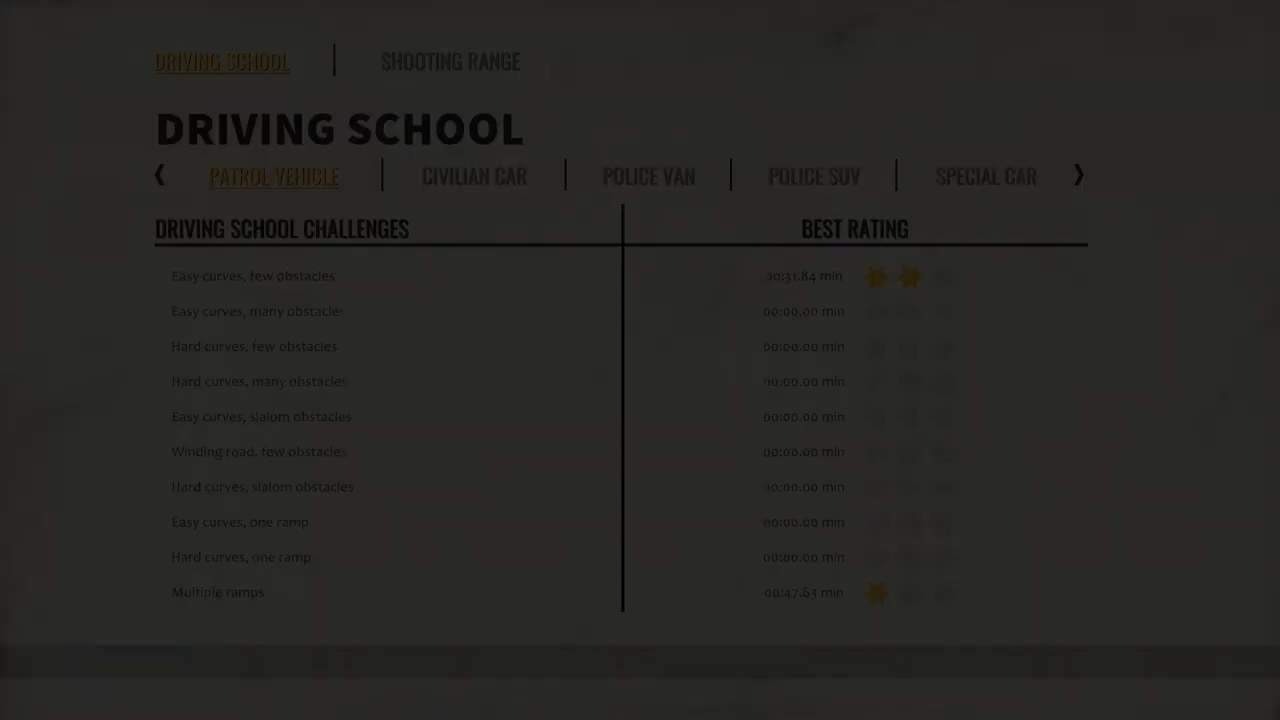 DRIVING SCHOOL SHOOTING RANGE
DRIVING SCHOOL
PATROL VEHICLE CIVILIAN CAR POLICE VAN POLICE SUV SPECIAL CAR
DRIVING SCHOOL CHALLENGES BEST RATING
Easy curves, few obstacles 00:31.84 min
Easy curves, many obstacles 00:00.00 min
Hard curves, few obstacles 00:00.00 min
Hard curves, many obstacles 00:00.00 min
Easy curves, slalom obstacles 00:00.00 min
Winding road, few obstacles 00:00.00 min
Hard curves, slalom obstacles 00:00.00 min
Easy curves, one ramp 00:00.00 min
Hard curves, one ramp 00:00.00 min
Multiple ramps 00:47.63 min